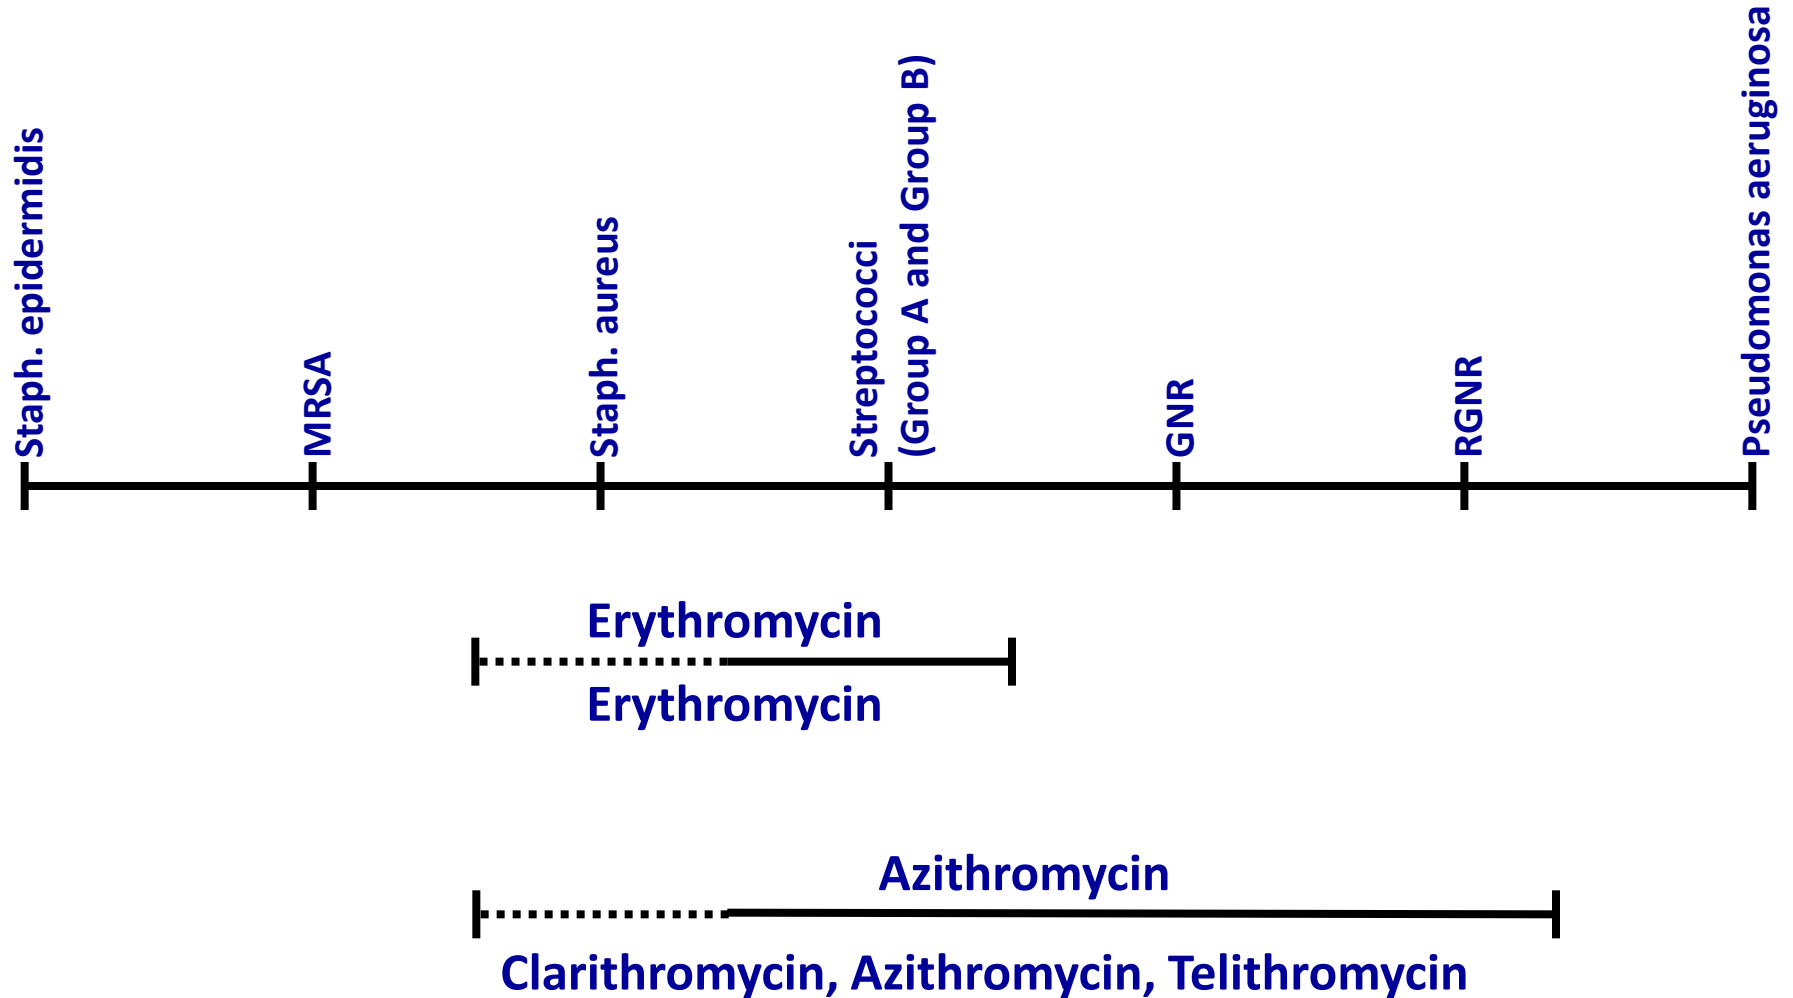 Staph. epidermidis
MRSA
Staph. aureus
Streptococci
(Group A and Group B)
GNR
RGNR
Pseudomonas aeruginosa
Erythromycin
Erythromycin
Azithromycin
Clarithromycin, Azithromycin, Telithromycin